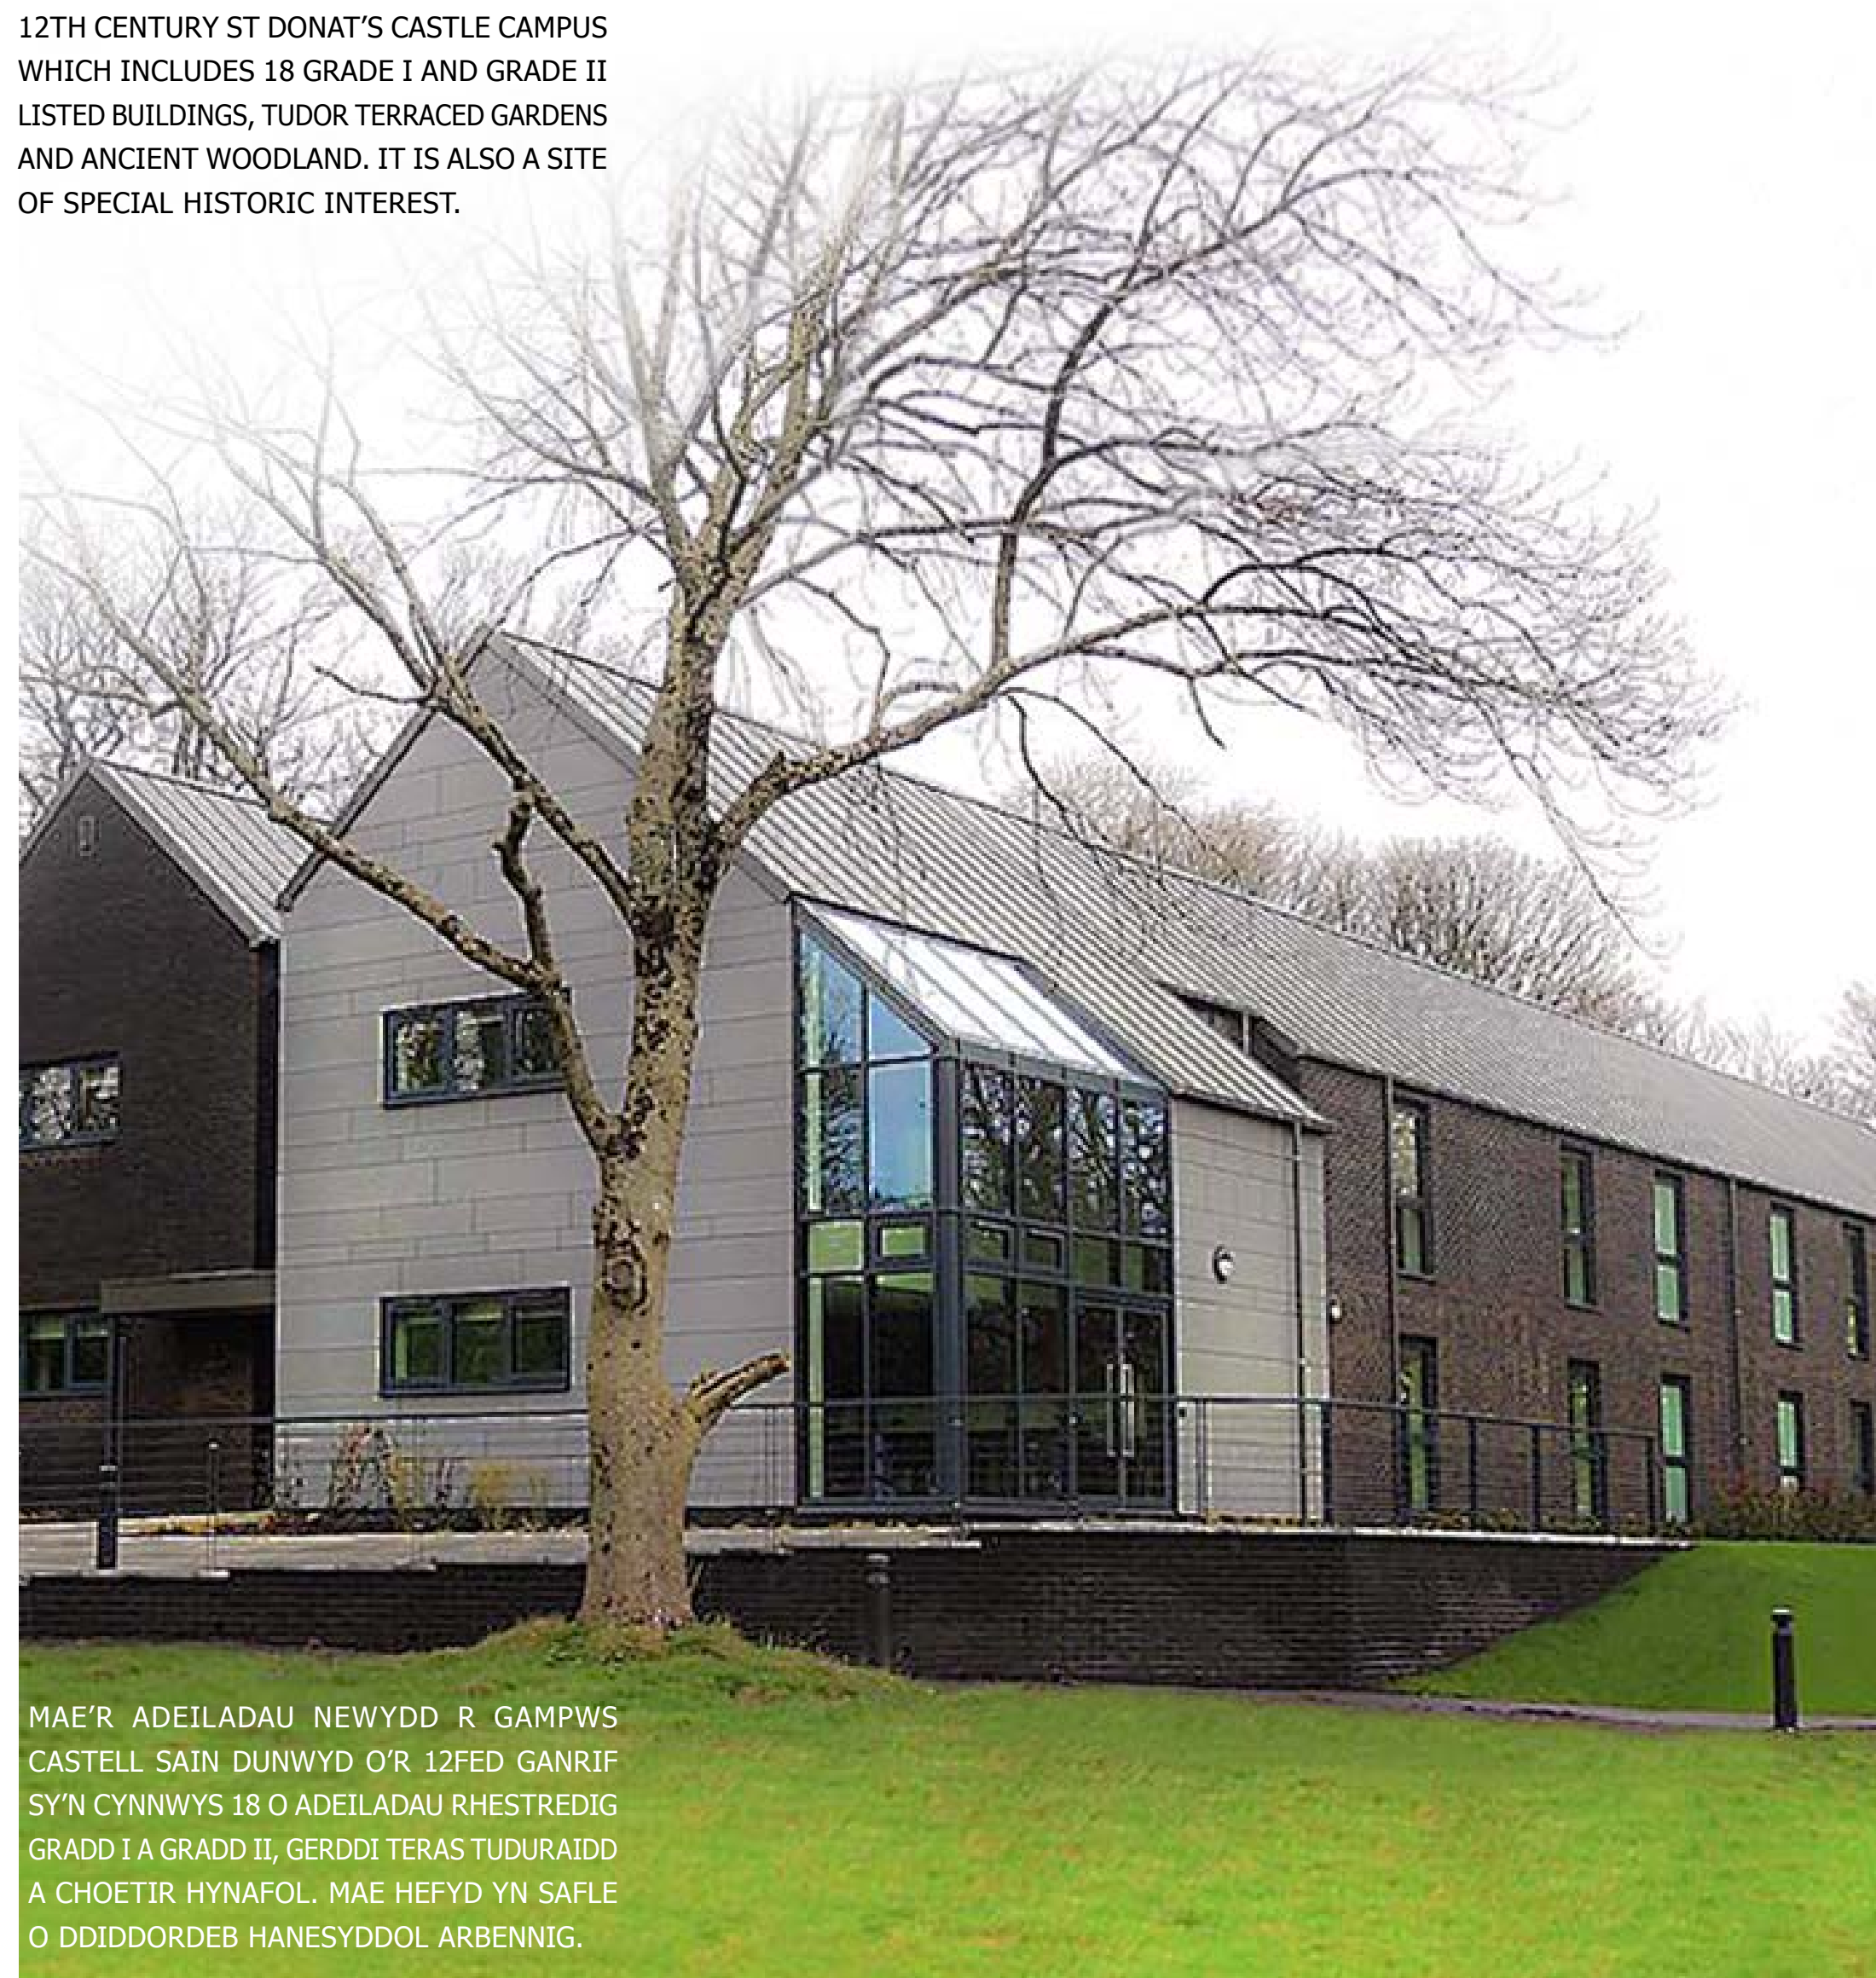 12TH CENTURY ST DONAT’S CASTLE CAMPUS
WHICH INCLUDES 18 GRADE I AND GRADE II
LISTED BUILDINGS, TUDOR TERRACED GARDENS
AND ANCIENT WOODLAND. IT IS ALSO A SITE
OF SPECIAL HISTORIC INTEREST.
MAE’R ADEILADAU NEWYDD R GAMPWS
CASTELL SAIN DUNWYD O’R 12FED GANRIF
SY’N CYNNWYS 18 O ADEILADAU RHESTREDIG
GRADD I A GRADD II, GERDDI TERAS TUDURAIDD
A CHOETIR HYNAFOL. MAE HEFYD YN SAFLE
O DDIDDORDEB HANESYDDOL ARBENNIG.